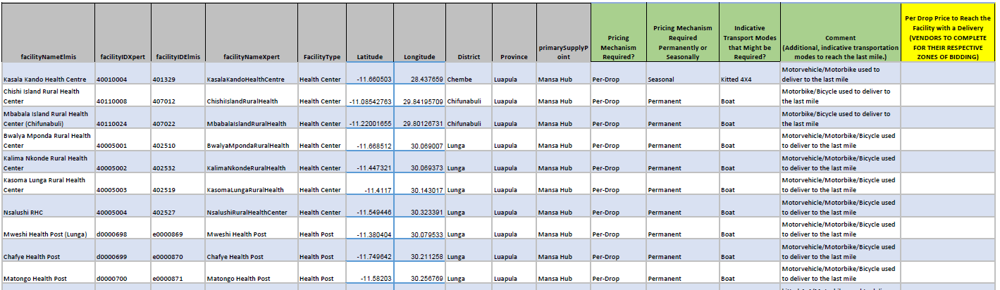 facilityNameElmis facilityIDXpert facilityIDElmis facilityNameXpert FacilityType Latitude Longitude District Province primarySupplyP
oint Pricing
Mechanism
Required? Pricing Mechanism
Required
Permanently or
Seasonally Indicative
Transport Modes
that Might be
Required? Comment
(Additional, indicative transportation
modes to reach the last mile.) Per Drop Price to Reach the
Facility with a Delivery
(VENDORS TO COMPLETE
FOR THEIR RESPECTIVE
ZONES OF BIDDING)
Kasala Kando Health Centre 40010004 401329 KasalaKandoHealthCentre Health Center -11.660503 28.437659 Chembe Luapula Mansa Hub Per-Drop Seasonal Kitted 4X4 Motorvehicle/Motorbike used to
deliver to the last mile
Chishi Island Rural Health
Center 40110008 407012 ChishiIslandRuralHealth Health Center -11.08542763 29.84195709 Chifunabuli Luapula Mansa Hub Per-Drop Permanent Boat Motorbike/Bicycle used to deliver to
the last mile
Mbabala Island Rural Health
Center (Chifunabuli) 40110024 407022 MbabalaIslandRuralHealth Health Center -11.22001655 29.80126731 Chifunabuli Luapula Mansa Hub Per-Drop Permanent Boat Motorbike/Bicycle used to deliver to
the last mile
Bwalya Mponda Rural Health
Center 40005001 402510 BwalyaMpondaRuralHealth Health Center -11.668512 30.069007 Lunga Luapula Mansa Hub Per-Drop Permanent Boat Motorvehicle/Motorbike/Bicycle used
to deliver to the last mile
Kalima Nkonde Rural Health
Center 40005002 402532 KalimaNkondeRuralHealth Health Center -11.447321 30.069373 Lunga Luapula Mansa Hub Per-Drop Permanent Boat Motorvehicle/Motorbike/Bicycle used
to deliver to the last mile
Kasoma Lunga Rural Health
Center 40005003 402519 KasomaLungaRuralHealth Health Center -11.4117 30.143017 Lunga Luapula Mansa Hub Per-Drop Permanent Boat Motorvehicle/Motorbike/Bicycle used
to deliver to the last mile
Nsalushi RHC 40005004 402527 NsalushiRuralHealthCenter Health Center -11.549446 30.323391 Lunga Luapula Mansa Hub Per-Drop Permanent Boat Motorvehicle/Motorbike/Bicycle used
to deliver to the last mile
Mweshi Health Post (Lunga) d0000698 e0000869 Mweshi Health Post Health Post -11.380404 30.079533 Lunga Luapula Mansa Hub Per-Drop Permanent Boat Motorvehicle/Motorbike/Bicycle used
to deliver to the last mile
Chafye Health Post d0000699 e0000870 Chafye Health Post Health Post -11.749642 30.211258 Lunga Luapula Mansa Hub Per-Drop Permanent Boat Motorvehicle/Motorbike/Bicycle used
to deliver to the last mile
Matongo Health Post d0000700 e0000871 Matongo Health Post Health Post -11.58203 30.256769 Lunga Luapula Mansa Hub Per-Drop Permanent Boat Motorvehicle/Motorbike/Bicycle used
to deliver to the last mile